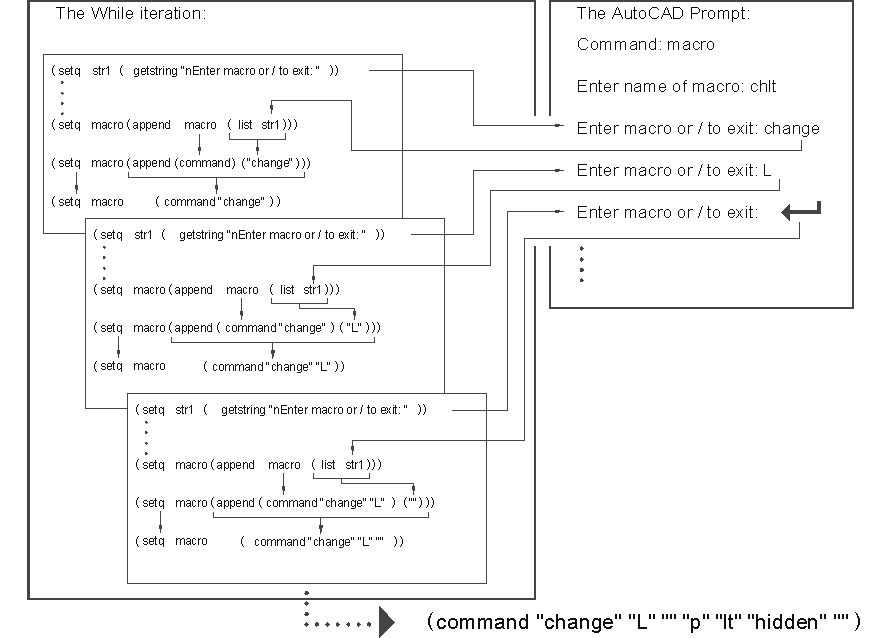 The While iteration:
(setq str1 ( getstring "nEnter macro or / to exit: " ))
(setq macro (append macro ( list str1)))
(setq macro (append (command) ("change")))
(setq macro (command "change" ))
(setq str1 ( getstring "nEnter macro or / to exit: " ))
(setq macro (append macro ( list str1)))
(setq macro (append ( command "change" ) ("L")))
(setq macro ( command "change" "L" ))
(setq str1 ( getstring "nEnter macro or / to exit: " ))
(setq macro (append macro ( list str1)))
(setq macro (append ( command "change" "L" ) ("")))
(setq macro ( command "change" "L" "" ))
The AutoCAD Prompt:
Command: macro
Enter name of macro: chlt
Enter macro or / to exit: change
Enter macro or / to exit: L
Enter macro or / to exit:
(command "change" "L" "" "p" "lt" "hidden" "" )